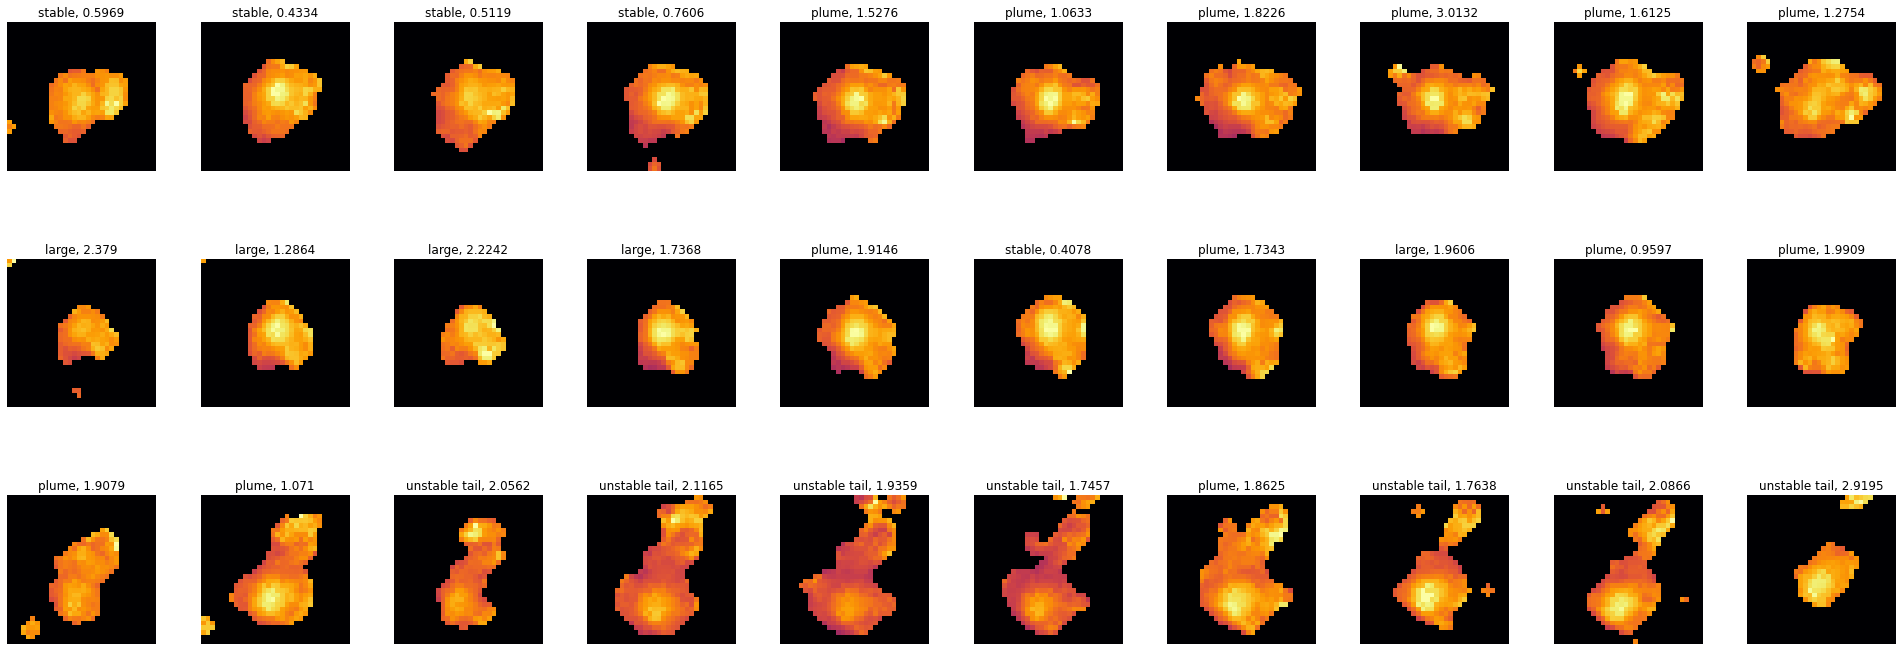 stable, 0.5969
stable, 0.4334
stable, 0.5119
stable, 0.7606
plume, 1.5276
plume, 1.0633
plume, 1.8226
plume, 3.0132
plume, 1.6125
plume, 1.2754
large, 2.379
large, 1.2864
large, 2.2242
large, 1.7368
plume, 1.9146
stable, 0.4078
plume, 1.7343
large, 1.9606
plume, 0.9597
plume, 1.9909
plume, 1.9079
plume, 1.071
unstable tail, 2.0562
unstable tail, 2.1165
unstable tail, 1.9359
unstable tail, 1.7457
plume, 1.8625
unstable tail, 1.7638
unstable tail, 2.0866
unstable tail, 2.9195